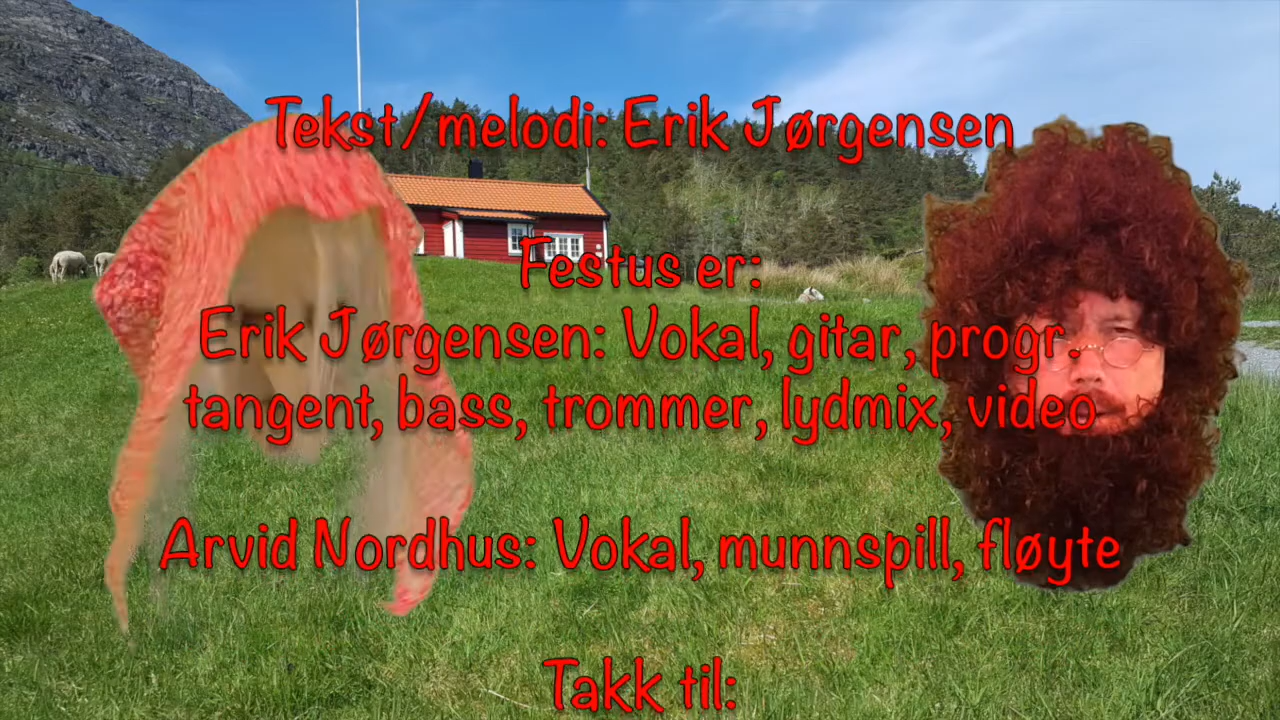 Tekst/melodi: Erik Jørgensen
Festus er:
Erik Jørgensen: Vokal, gitar, progr.
tangent, bass, trommer, lydmix, video
Arvid Nordhus: Vokal, munnspill, fløyte
Takk til: